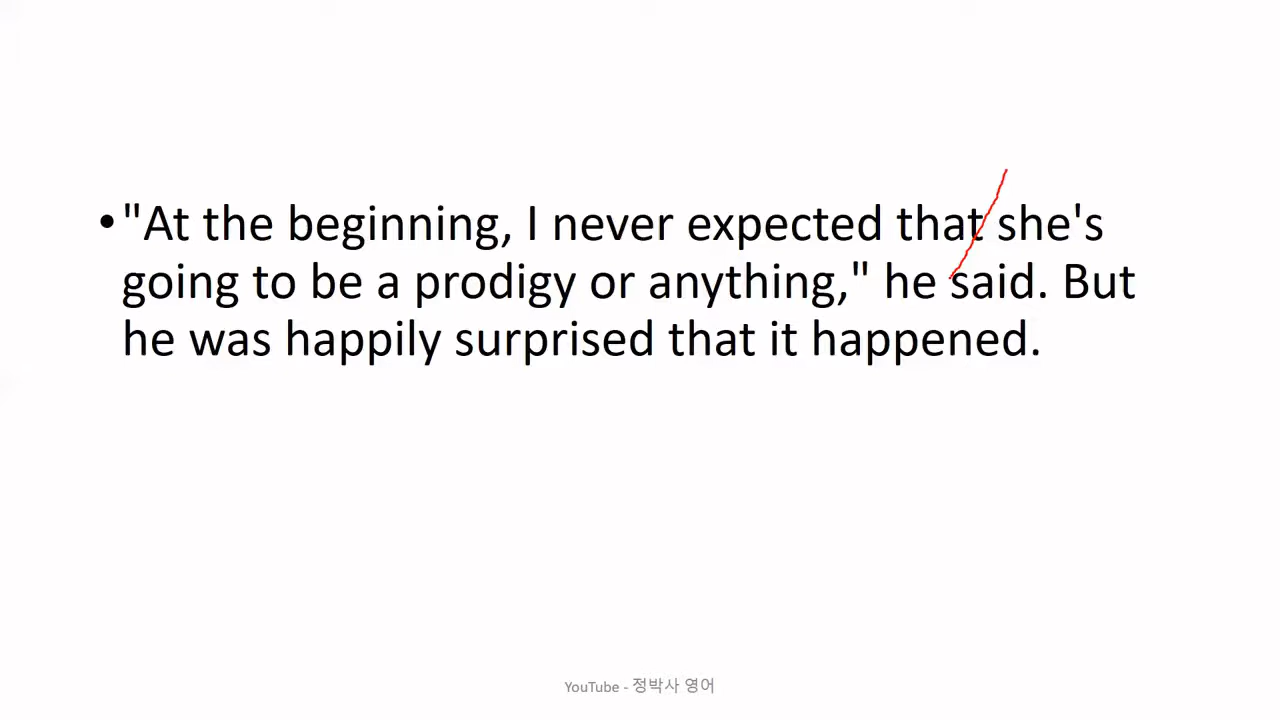 •"At the beginning, I never expected that she's
going to be a prodigy or anything," he said. But
he was happily surprised that it happened.
YouTube - 정박사 영어